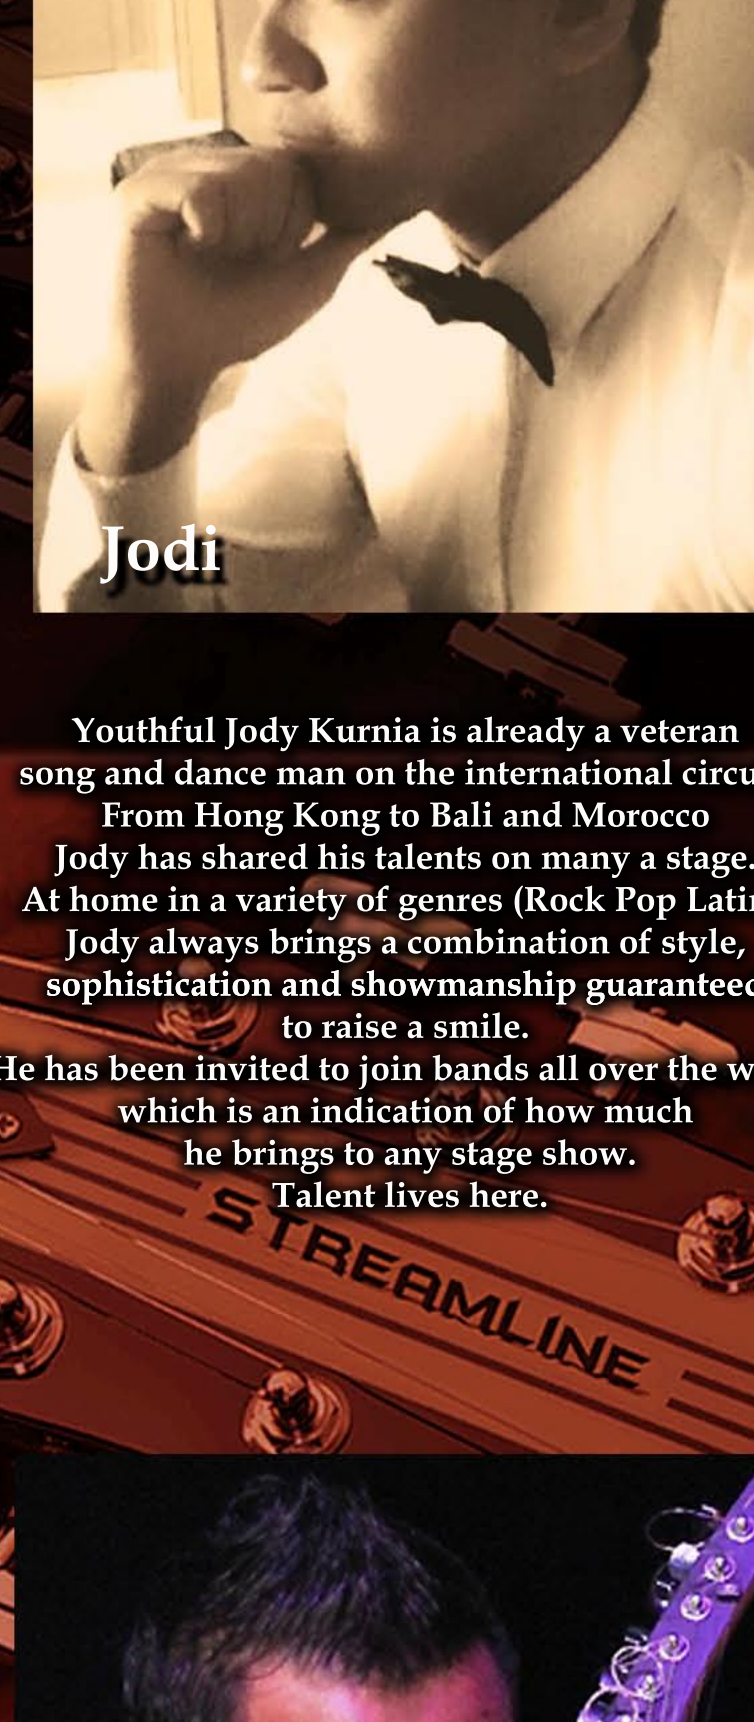 Jodi
Youthful Jody Kurnia is already a veteran
song and dance man on the international
From Hong Kong to Bali and Morocco
Jody has shared his talents on many a stage.
At home in a variety of genres (Rock Pop
Jody always brings a combination of style,
sophistication and showmanship guaranteed
to raise a smile.
He has been invited to join bands all over the
which is an indication of how much
he brings to any stage show.
Talent lives here.
STREAMLINE